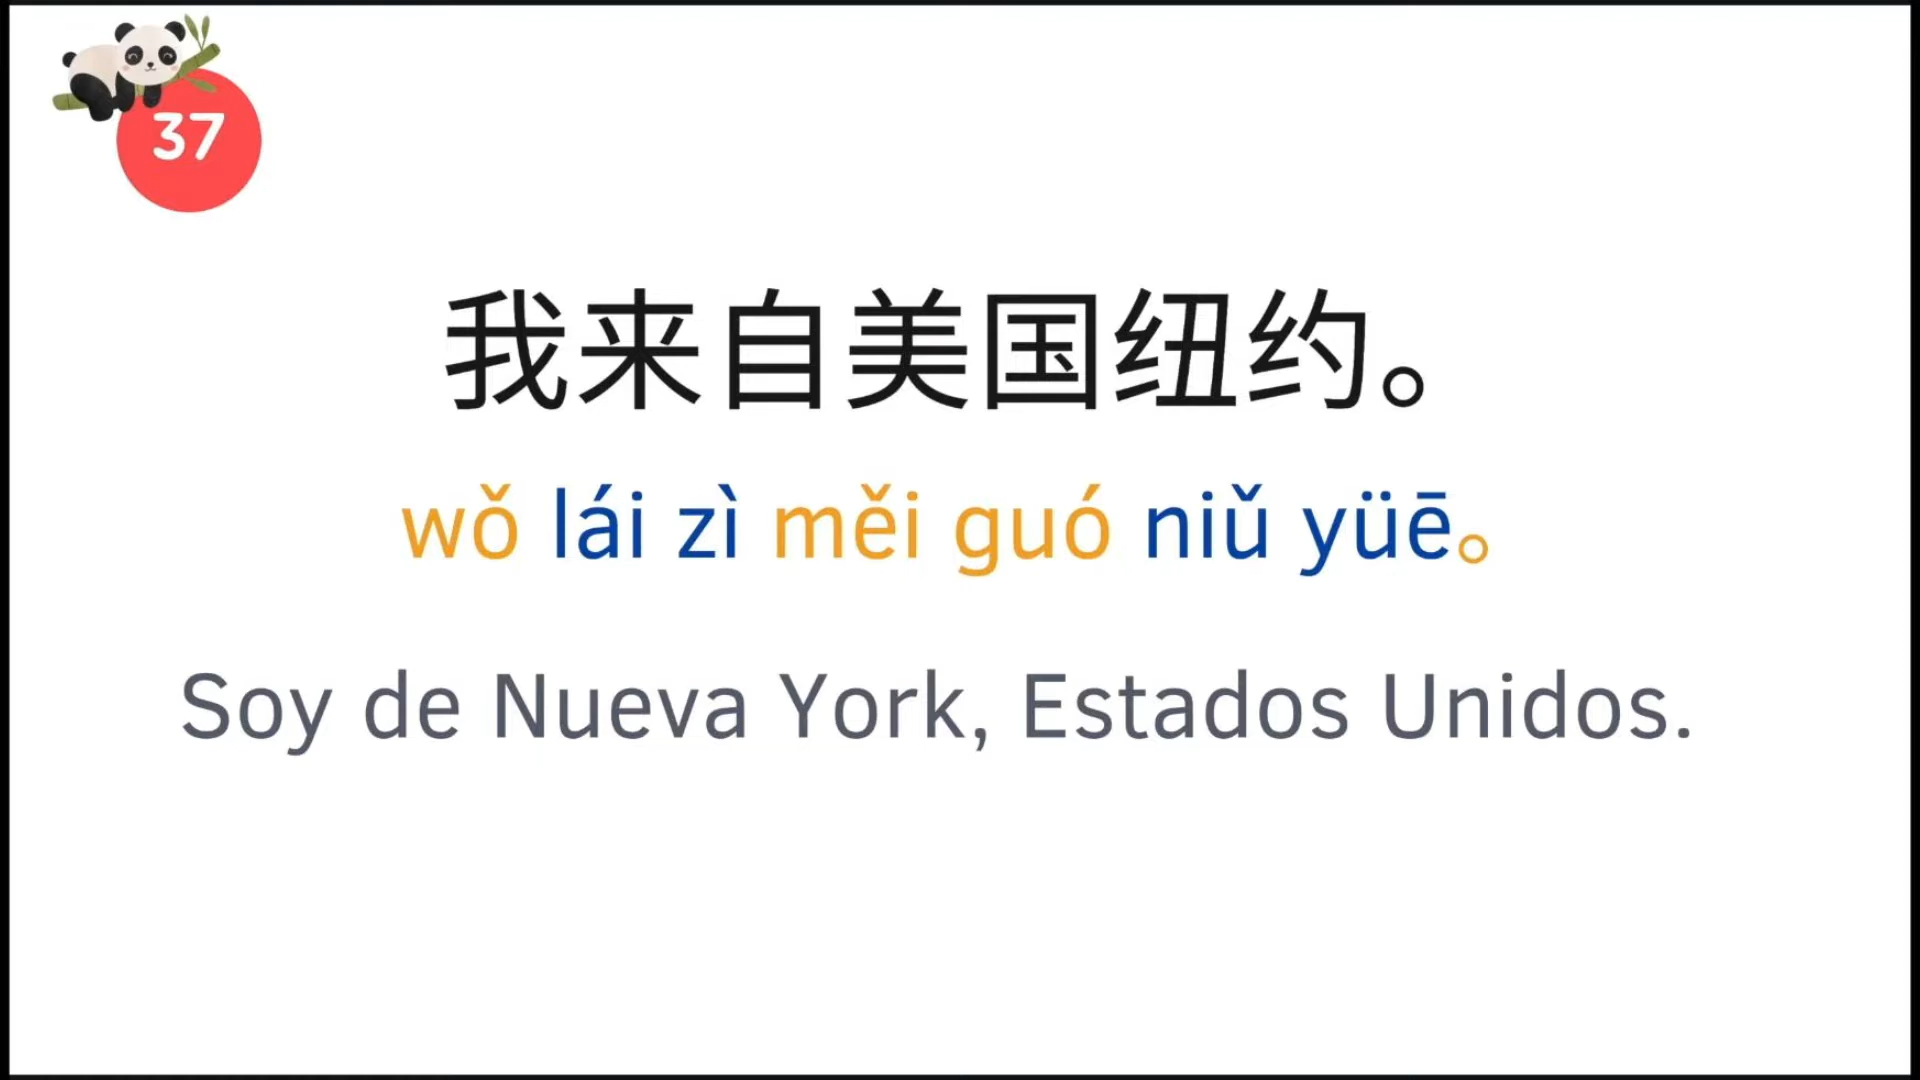 37
我来自美国纽约。
wǒ lái zì měi guó niǔ yüē。
Soy de Nueva York, Estados Unidos.